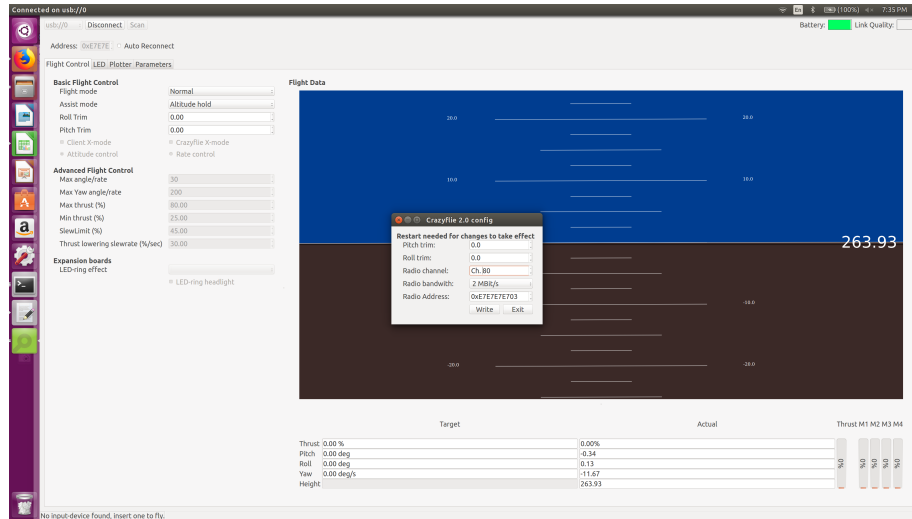 Connected on usb://0
En (100%) 7:35 PM
usb://0 Disconnect Scan
Battery: Link Quality:
Address: 0xE7E7E Auto Reconnect
Flight Control LED Plotter Parameters
Basic Flight Control
Flight mode Normal
Assist mode Altitude hold
Roll Trim 0.00
Pitch Trim 0.00
Client X-mode Crazyflie X-mode
Attitude control Rate control
Advanced Flight Control
Max angle/rate 30
Max Yaw angle/rate 200
Max thrust (%) 80.00
Min thrust (%) 25.00
SlewLimit (%) 45.00
Thrust lowering slewrate (%/sec) 30.00
Expansion boards
LED-ring effect
LED-ring headlight
Flight Data
20.0 20.0
10.0 10.0
263.93
-10.0
-20.0 -20.0
Crazyflie 2.0 config
Restart needed for changes to take effect
Pitch trim: 0.0
Roll trim: 0.0
Radio channel: Ch. 80
Radio bandwith: 2 MBit/s
Radio Address: 0xE7E7E7E703
Write Exit
Target Actual Thrust M1 M2 M3 M4
Thrust 0.00 % 0.00%
Pitch 0.00 deg -0.34
Roll 0.00 deg 0.13
Yaw 0.00 deg/s -11.67
Height 263.93
0% 0% 0% 0% 0%
No input-device found, insert one to fly.